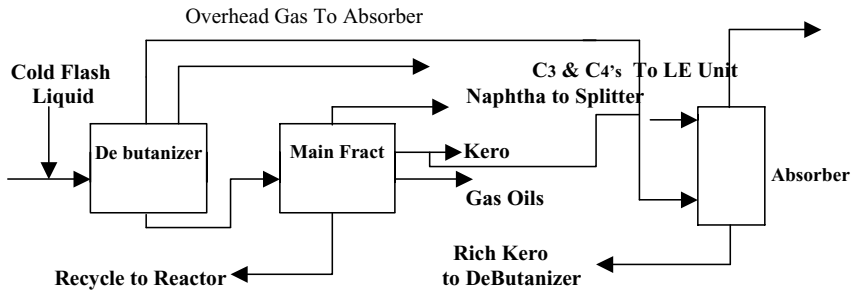 Overhead Gas To Absorber
Cold Flash
Liquid
C3 & C4's To LE Unit
Naphtha to Splitter
De butanizer
Main Fract
Kero
Absorber
Gas Oils
Rich Kero
to DeButanizer
Recycle to Reactor